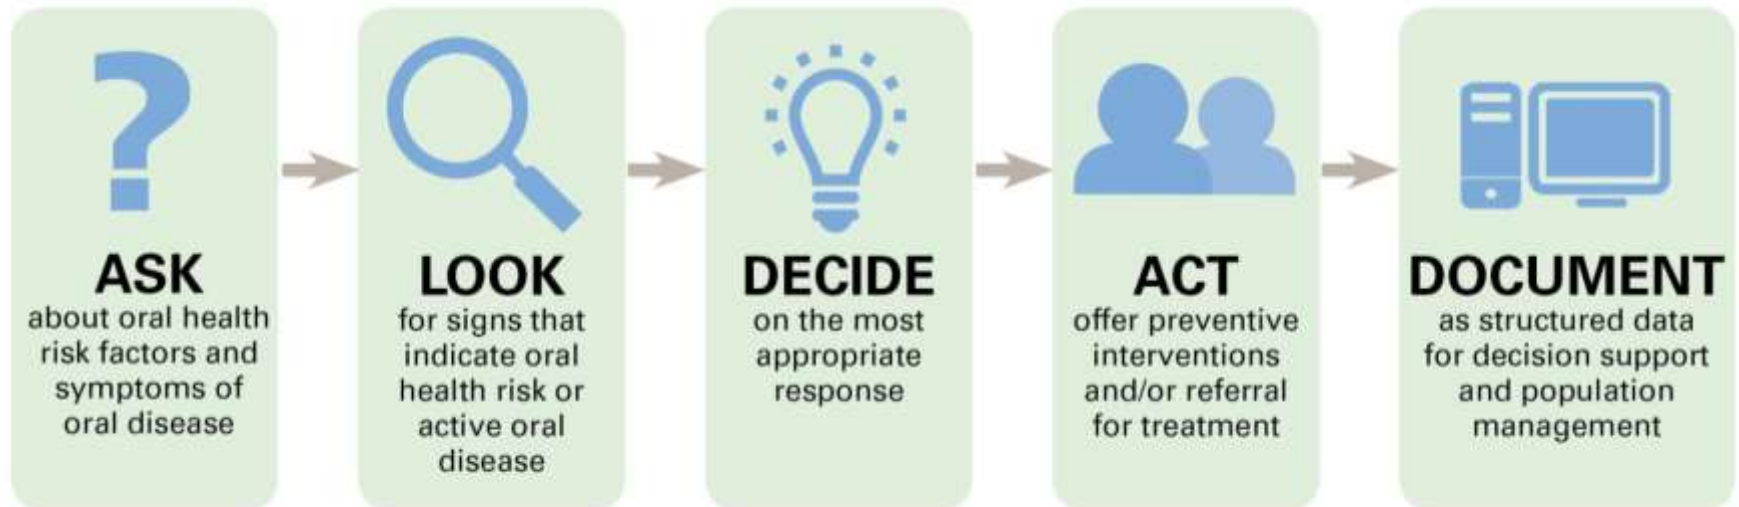 ASK
about oral health
risk factors and
symptoms of
oral disease
LOOK
for signs that
indicate oral
health risk or
active oral
disease
DECIDE
on the most
appropriate
response
ACT
offer preventive
interventions
and/or referral
for treatment
DOCUMENT
as structured data
for decision support
and population
management